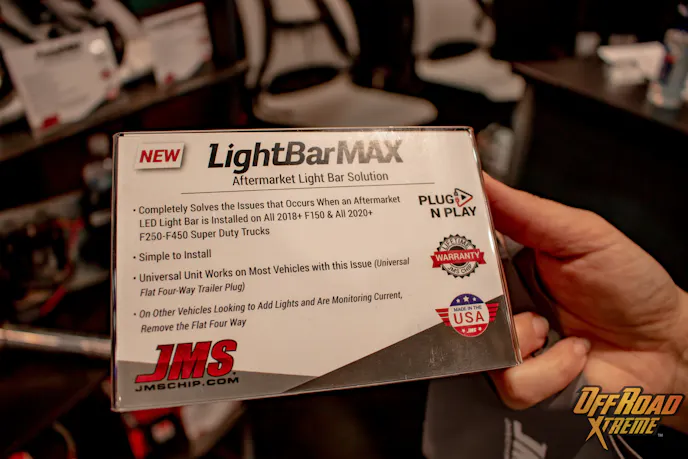 NEW
LightBarMAX
Aftermarket Light Bar Solution
• Completely Solves the Issues that Occurs When an Aftermarket
LED Light Bar is Installed on All 2018+ F150 & All 2020+
F250-F450 Super Duty Trucks
• Simple to Install
• Universal Unit Works on Most Vehicles with this Issue (Universal
Flat Four-Way Trailer Plug)
• On Other Vehicles Looking to Add Lights and Are Monitoring Current,
Remove the Flat Four Way
PLUG
N PLAY
LIFETIME
WARRANTY
JMS CHIP
MADE IN THE
USA
JMS
JMS
JMSCHIP.COM
OFFROAD
XTREME